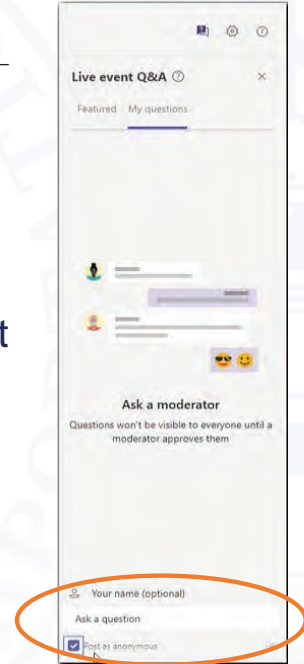 Live event Q&A
Featured My questions
t
Ask a moderator
Questions won't be visible to everyone until a
moderator approves them
Your name (optional)
Ask a question
Post as anonymous